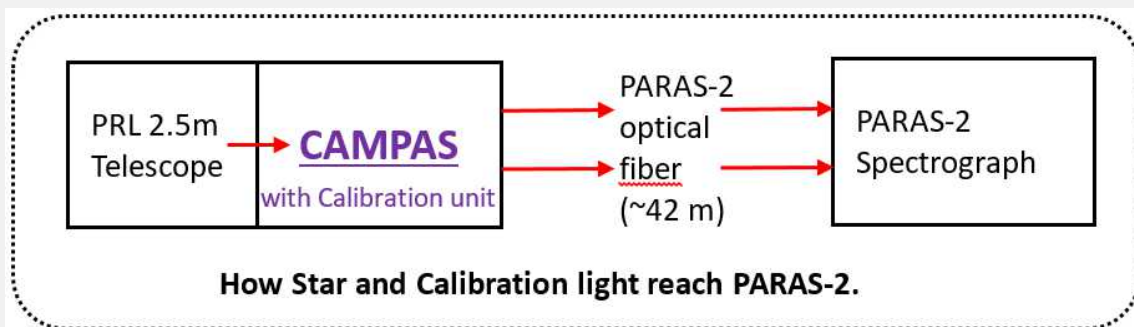 PRL 2.5m
Telescope
CAMPAS
with Calibration unit
PARAS-2
optical
fiber
(~42 m)
PARAS-2
Spectrograph
How Star and Calibration light reach PARAS-2.